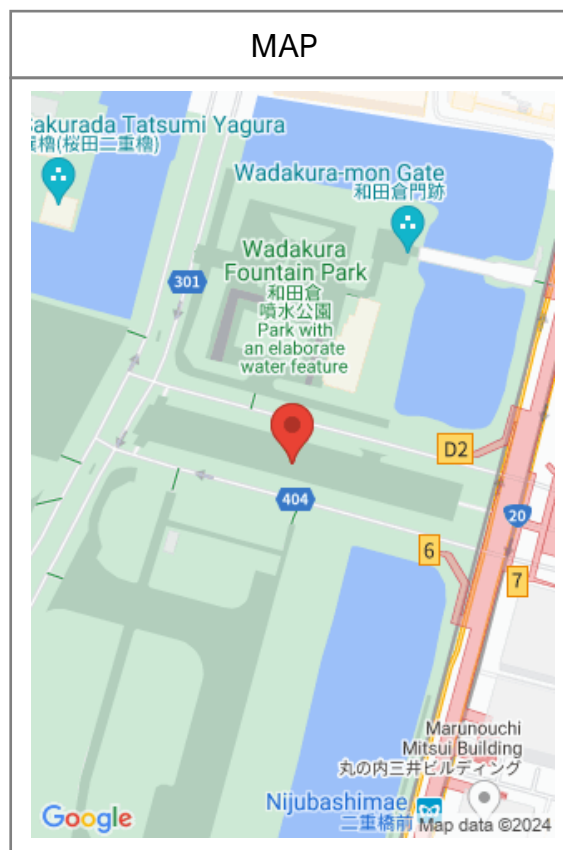 MAP
Sakurada Tatsumi Yagura
櫓(桜田二重櫓)
Wadakura-mon Gate
和田倉門跡
Wadakura
Fountain Park
和田倉
噴水公園
Park with
an elaborate
water feature
301
D2
404
20
6
7
Marunouchi
Mitsui Building
丸の内三井ビルディング
Nijubashimae
二重橋前
Google
Map data ©2024